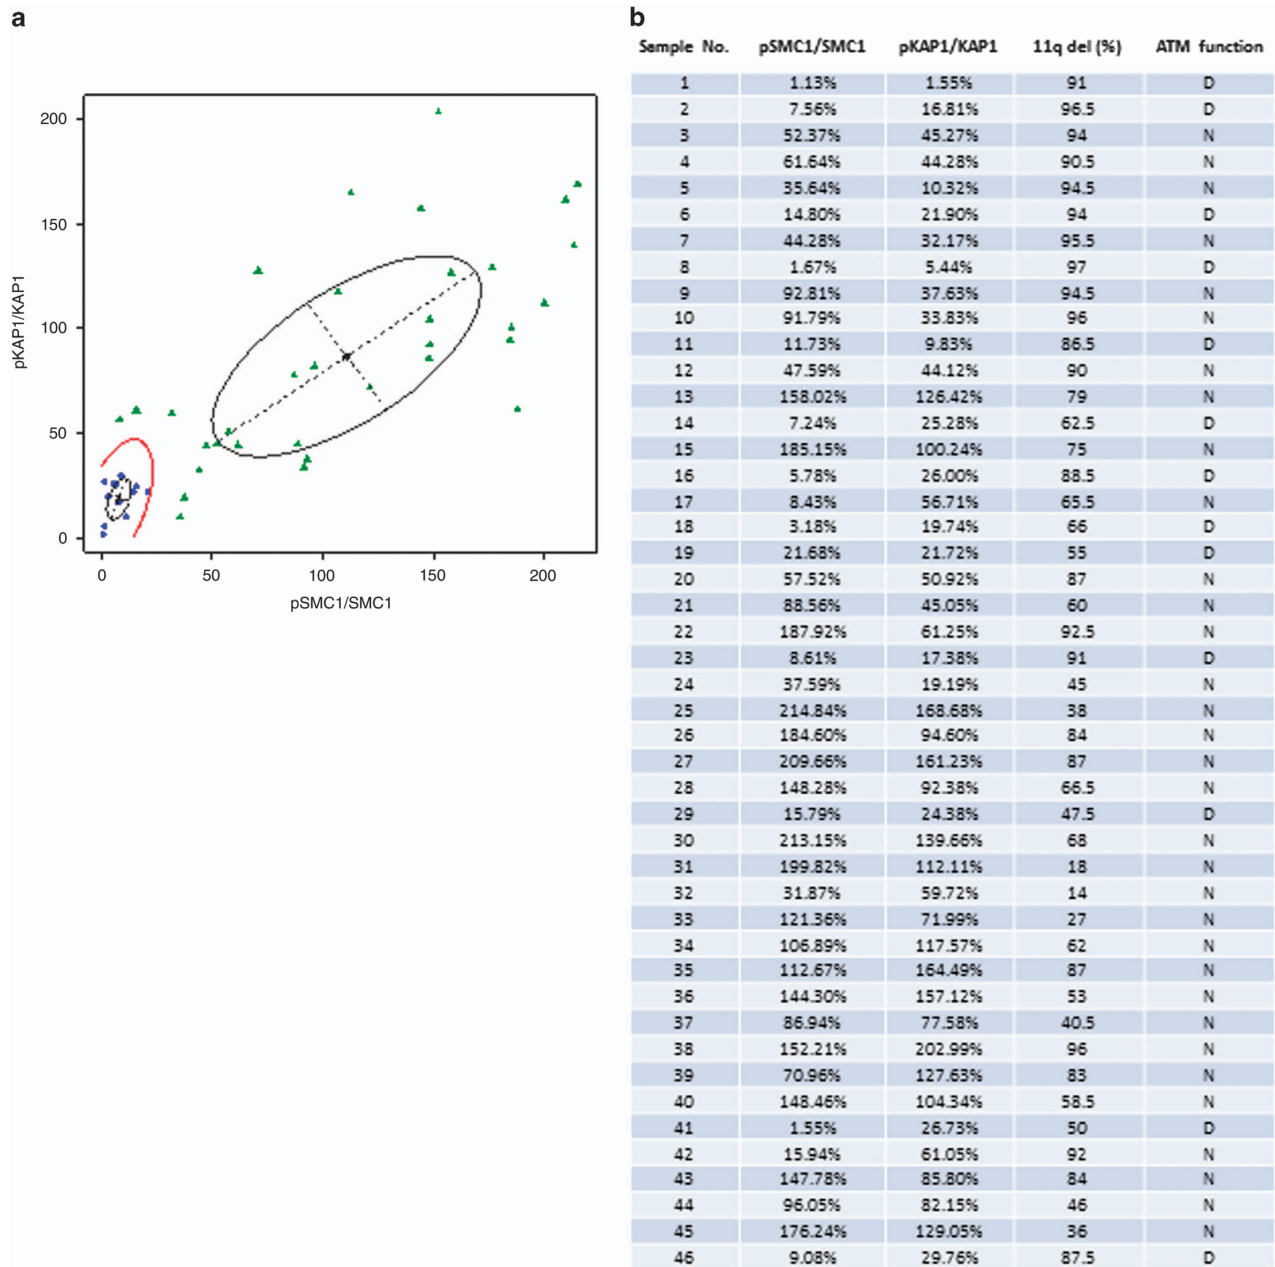 a
200
150
100
50
0
pKAP1/KAP1
0 50 100 150 200
pSMC1/SMC1
b
Sample No. pSMC1/SMC1 pKAP1/KAP1 11q del (%) ATM function
1 1.13% 1.55% 91 D
2 7.56% 16.81% 96.5 D
3 52.37% 45.27% 94 N
4 61.64% 44.28% 90.5 N
5 35.64% 10.32% 94.5 N
6 14.80% 21.90% 94 D
7 44.28% 32.17% 95.5 N
8 1.67% 5.44% 97 D
9 92.81% 37.63% 94.5 N
10 91.79% 33.83% 96 N
11 11.73% 9.83% 86.5 D
12 47.59% 44.12% 90 N
13 158.02% 126.42% 79 N
14 7.24% 25.28% 62.5 D
15 185.15% 100.24% 75 N
16 5.78% 26.00% 88.5 D
17 8.43% 56.71% 65.5 N
18 3.18% 19.74% 66 D
19 21.68% 21.72% 55 D
20 57.52% 50.92% 87 N
21 88.56% 45.05% 60 N
22 187.92% 61.25% 92.5 N
23 8.61% 17.38% 91 D
24 37.59% 19.19% 45 N
25 214.84% 168.68% 38 N
26 184.60% 94.60% 84 N
27 209.66% 161.23% 87 N
28 148.28% 92.38% 66.5 N
29 15.79% 24.38% 47.5 D
30 213.15% 139.66% 68 N
31 199.82% 112.11% 18 N
32 31.87% 59.72% 14 N
33 121.36% 71.99% 27 N
34 106.89% 117.57% 62 N
35 112.67% 164.49% 87 N
36 144.30% 157.12% 53 N
37 86.94% 77.58% 40.5 N
38 152.21% 202.99% 96 N
39 70.96% 127.63% 83 N
40 148.46% 104.34% 58.5 N
41 1.55% 26.73% 50 D
42 15.94% 61.05% 92 N
43 147.78% 85.80% 84 N
44 96.05% 82.15% 46 N
45 176.24% 129.05% 36 N
46 9.08% 29.76% 87.5 D